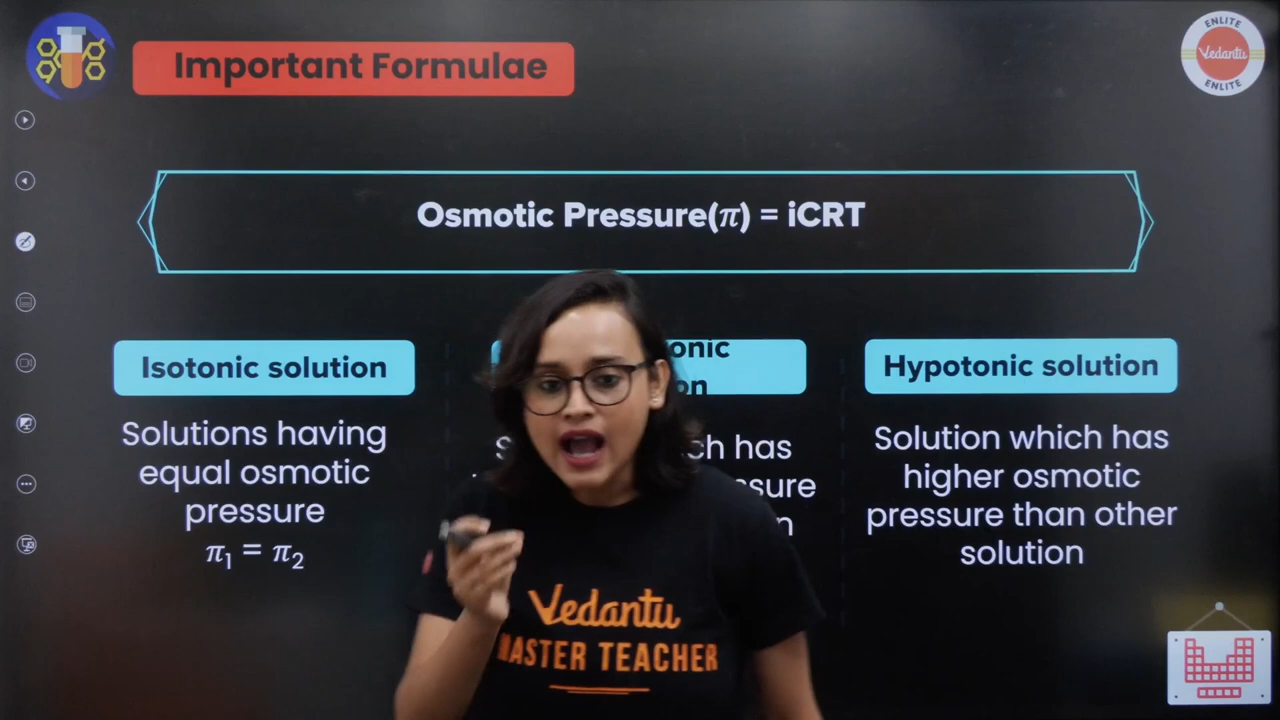 Important Formulae
ENLITE
Vedantu
ENLITE
Osmotic Pressure(π) = iCRT
Isotonic solution
Solutions having
equal osmotic
pressure
π₁ = π₂
onic
on
ch has
ssure
n
Hypotonic solution
Solution which has
higher osmotic
pressure than other
solution
Vedantu
MASTER TEACHER